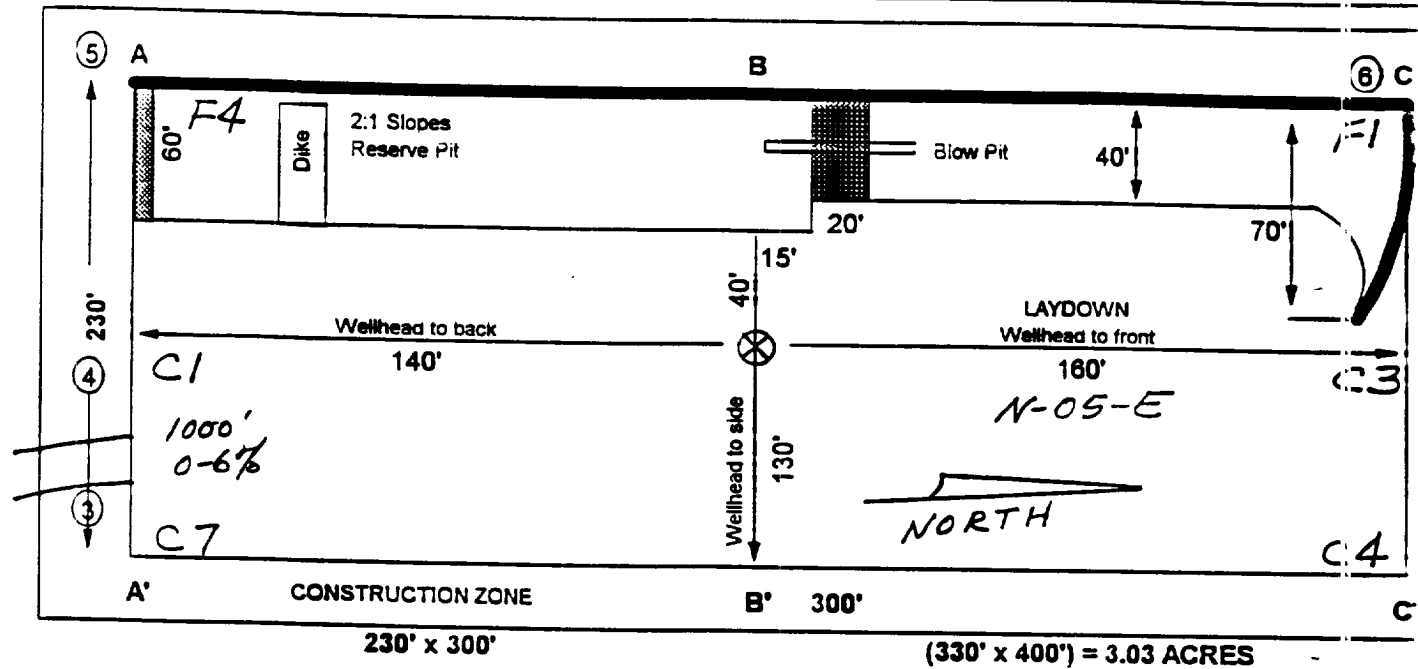 ⑤ A B ⑥ C
F4 60' Dike 2:1 Slopes
Reserve Pit
Blow Pit 40' F1
20' 70'
15'
230' 40' LAYDOWN
Wellhead to back Wellhead to front
140' 160'
④ C1 C3
N-05-E
1000'
0-6%
Wellhead to side 130'
③ NORTH
C7 C4
A' CONSTRUCTION ZONE B' 300' C'
230' x 300' (330' x 400') = 3.03 ACRES